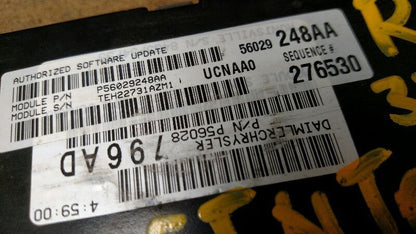 AUTHORIZED SOFTWARE UPDATE
56029 248AA
MODULE P/N P56029248AA
UCNAA0
SEQUENCE #
MODULE S/N TEH22731AZM1
276530
DAIMLERCHRYSLER
P/N P56028 796AD
4:59:00